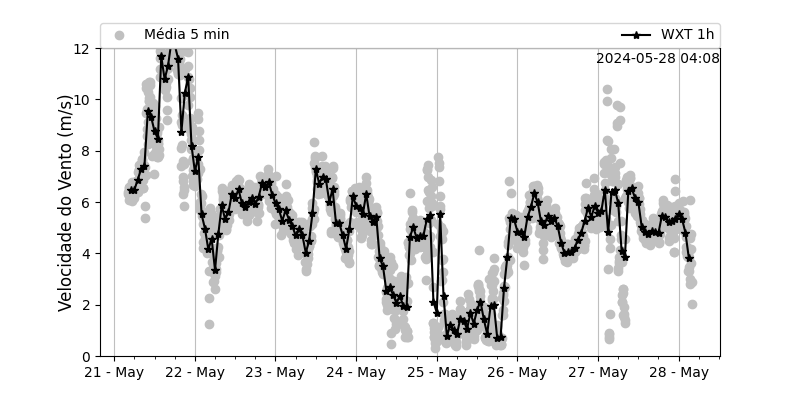 Média 5 min
WXT 1h
2024-05-28 04:08
Velocidade do Vento (m/s)
12
10
8
6
4
2
0
21 - May
22 - May
23 - May
24 - May
25 - May
26 - May
27 - May
28 - May